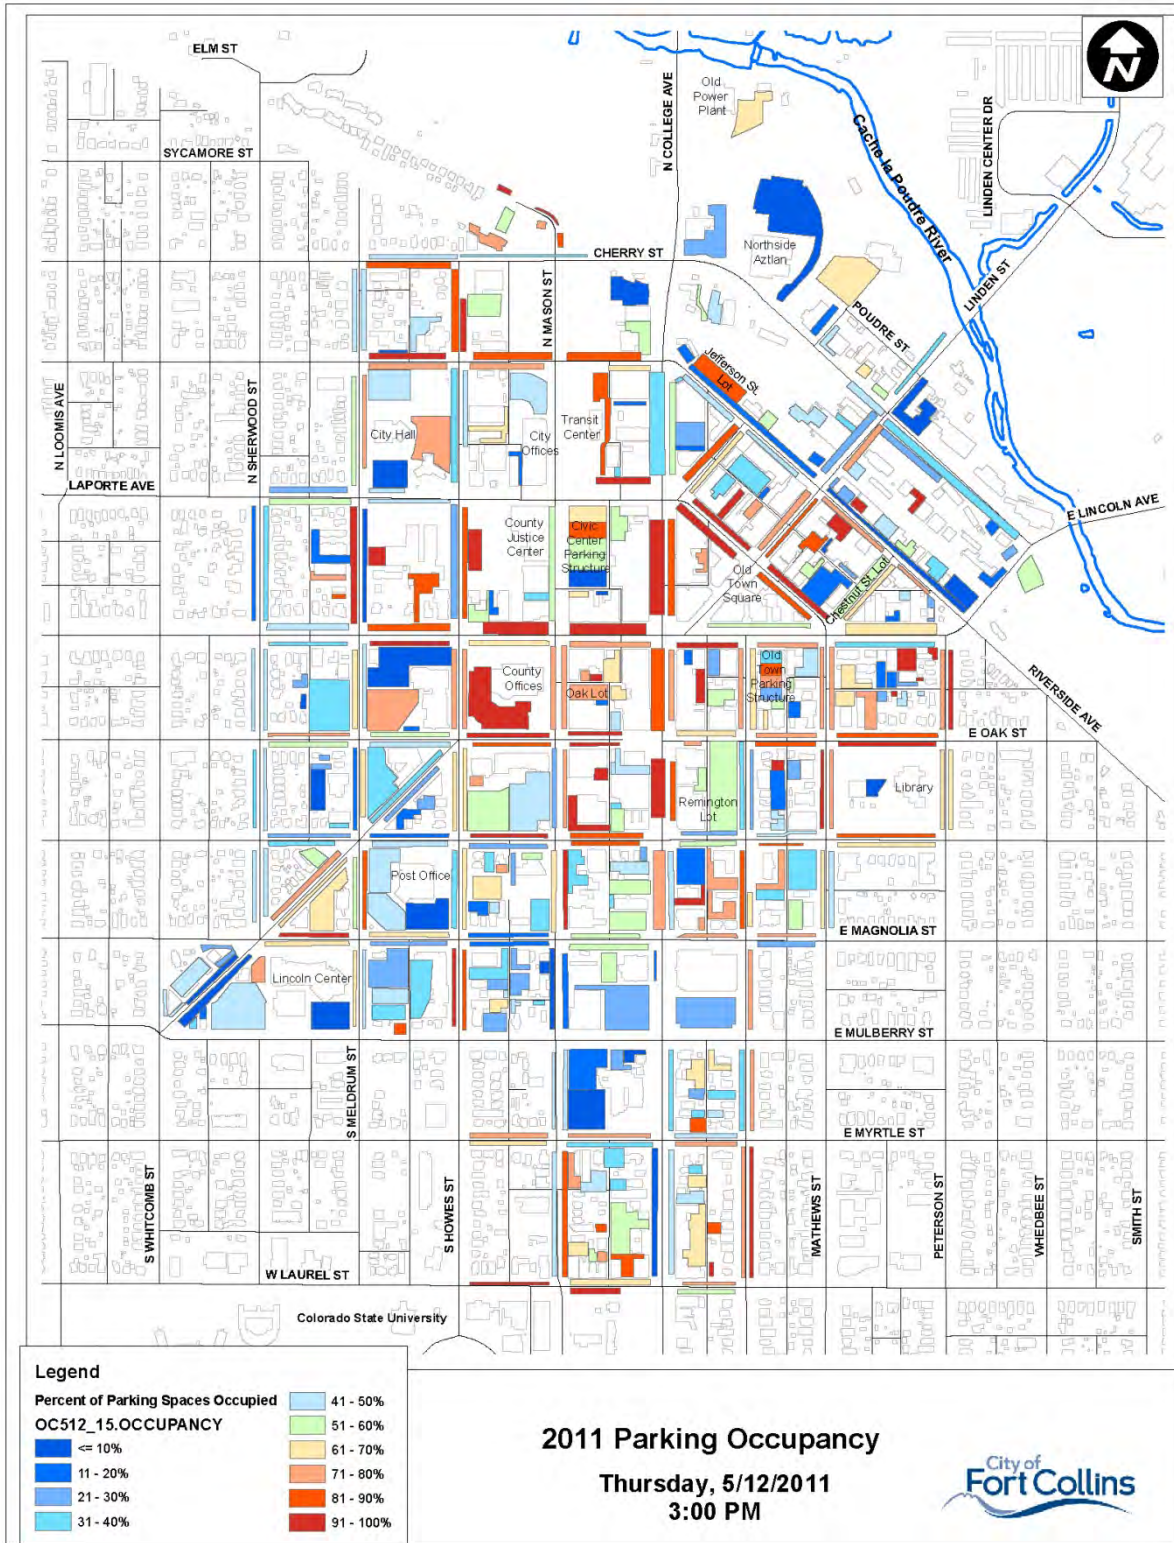 N
ELM ST
Old
Power
Plant
N COLLEGE AVE
LINDEN CENTER DR
Cache la Poudre River
SYCAMORE ST
Northside
Aztlan
CHERRY ST
LINDEN ST
N MASON ST
POUDRE ST
Jefferson St.
Lot
N LOOMIS AVE
N SHERWOOD ST
City Hall
City
Offices
Transit
Center
LAPORTE AVE
E LINCOLN AVE
County
Justice
Center
Civic
Center
Parking
Structure
Old
Town
Square
Chestnut St. Lot
County
Offices
Oak Lot
Old
Town
Parking
Structure
RIVERSIDE AVE
E OAK ST
Remington
Lot
Library
Post Office
E MAGNOLIA ST
Lincoln Center
E MULBERRY ST
S MELDRUM ST
E MYRTLE ST
S WHITCOMB ST
S HOWES ST
MATHEWS ST
PETERSON ST
WHEDBEE ST
SMITH ST
W LAUREL ST
Colorado State University
Legend
Percent of Parking Spaces Occupied
OC512_15.OCCUPANCY
<= 10%
11 - 20%
21 - 30%
31 - 40%
41 - 50%
51 - 60%
61 - 70%
71 - 80%
81 - 90%
91 - 100%
2011 Parking Occupancy
Thursday, 5/12/2011
3:00 PM
City of
Fort Collins